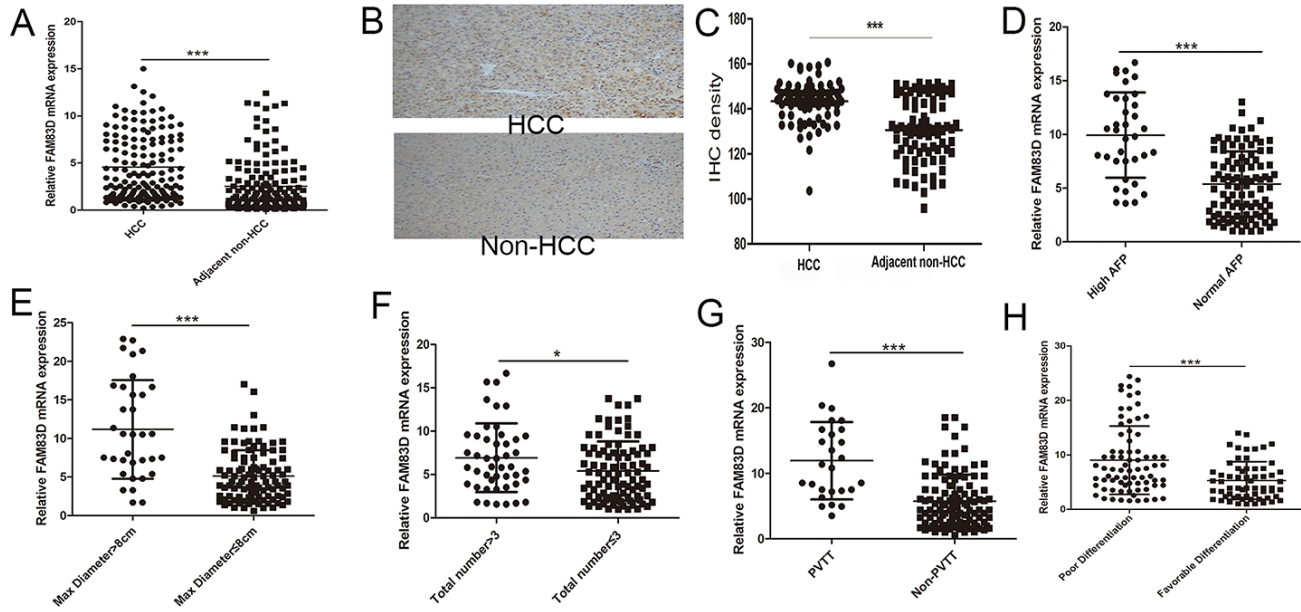 A
Relative FAM83D mRNA expression
20
15
10
5
0
***
HCC
Adjacent non-HCC
B
HCC
Non-HCC
C
IHC density
180
160
140
120
100
80
***
HCC
Adjacent non-HCC
D
Relative FAM83D mRNA expression
20
15
10
5
0
***
High AFP
Normal AFP
E
Relative FAM83D mRNA expression
25
20
15
10
5
0
***
Max Diameter>8cm
Max Diameter≤8cm
F
Relative FAM83D mRNA expression
20
15
10
5
0
*
Total number>3
Total number≤3
G
Relative FAM83D mRNA expression
30
20
10
0
***
PVTT
Non-PVTT
H
Relative FAM83D mRNA expression
30
20
10
0
***
Poor Differentiation
Favorable Differentiation